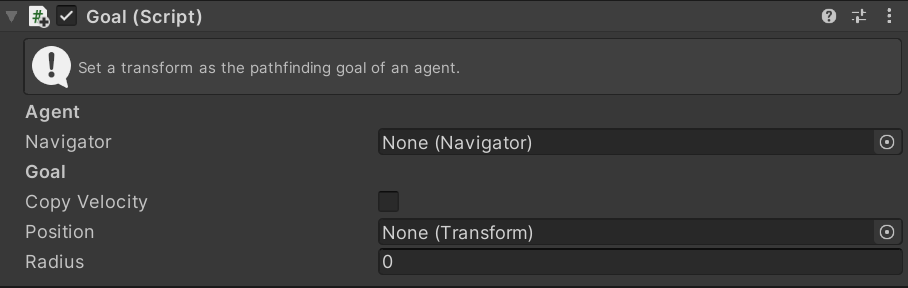 Goal (Script)
Set a transform as the pathfinding goal of an agent.
Agent
Navigator None (Navigator)
Goal
Copy Velocity
Position None (Transform)
Radius 0